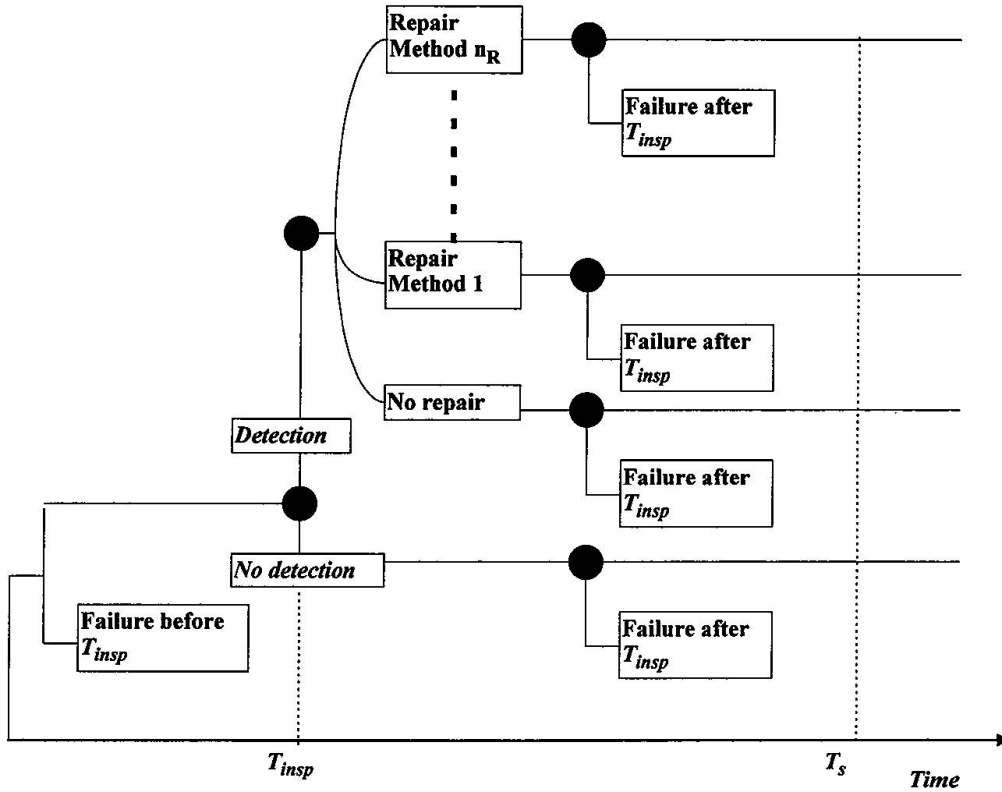 Repair
Method n_R
Failure after
T_insp
Repair
Method 1
Failure after
T_insp
No repair
Detection
Failure after
T_insp
No detection
Failure before
T_insp
Failure after
T_insp
T_insp
T_s
Time